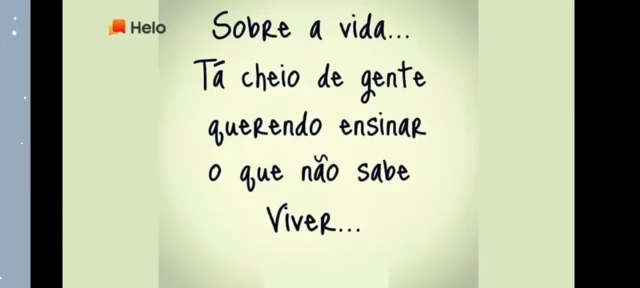 Helo
Sobre a vida...
Tá cheio de gente
querendo ensinar
o que não sabe
Viver...